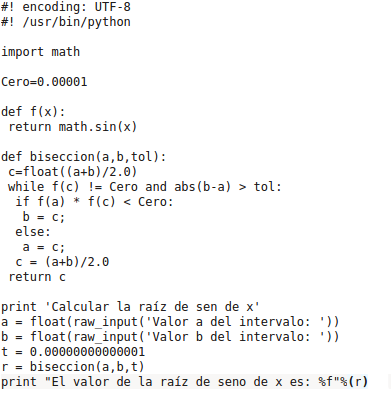 #! encoding: UTF-8
#! /usr/bin/python

import math

Cero=0.00001

def f(x):
 return math.sin(x)

def biseccion(a,b,tol):
 c=float((a+b)/2.0)
 while f(c) != Cero and abs(b-a) > tol:
  if f(a) * f(c) < Cero:
   b = c;
  else:
   a = c;
  c = (a+b)/2.0
 return c

print 'Calcular la raíz de sen de x'
a = float(raw_input('Valor a del intervalo: '))
b = float(raw_input('Valor b del intervalo: '))
t = 0.00000000000001
r = biseccion(a,b,t)
print "El valor de la raíz de seno de x es: %f"%(r)